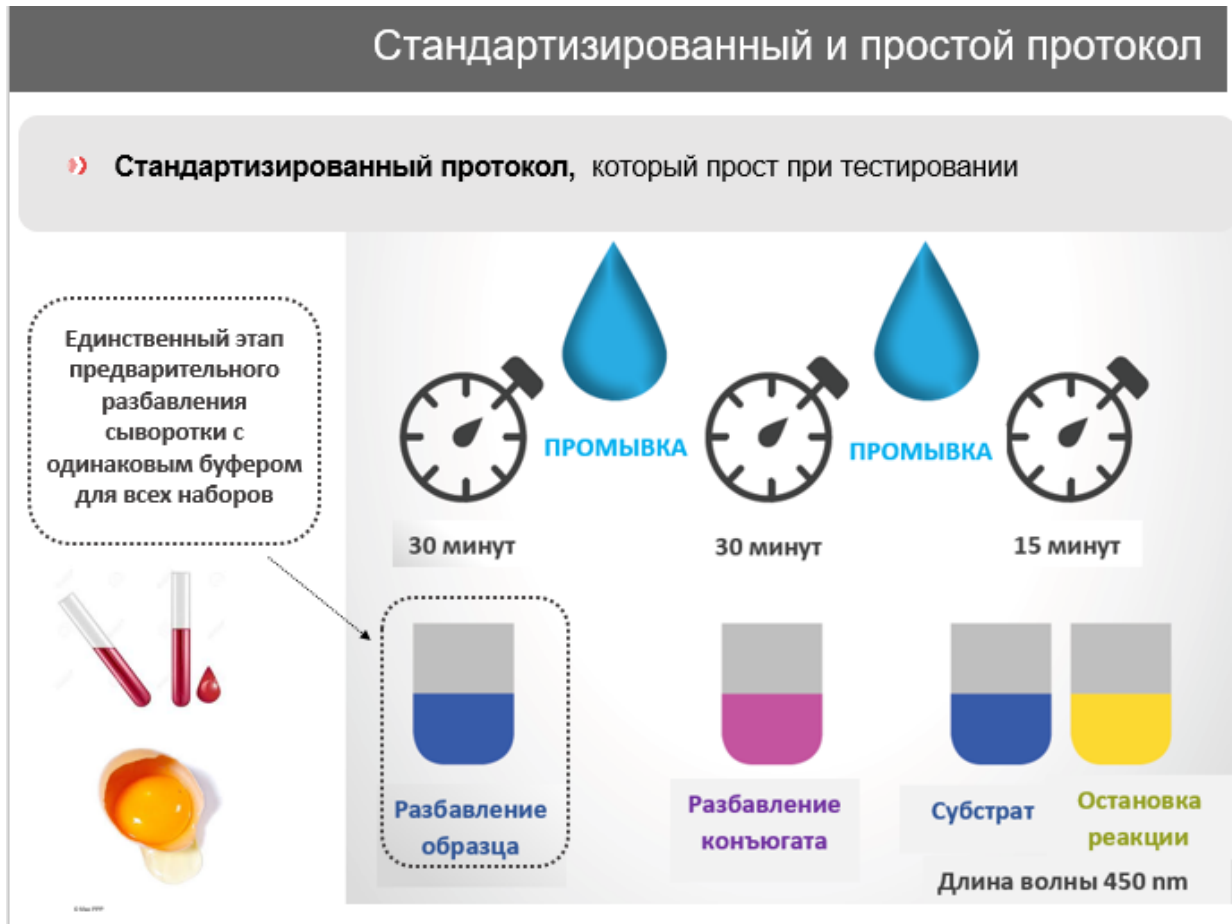 Стандартизированный и простой протокол
Стандартизированный протокол, который прост при тестировании
Единственный этап
предварительного
разбавления
сыворотки с
одинаковым буфером
для всех наборов
ПРОМЫВКА
ПРОМЫВКА
30 минут
30 минут
15 минут
Разбавление
образца
Разбавление
конъюгата
Субстрат
Остановка
реакции
Длина волны 450 nm